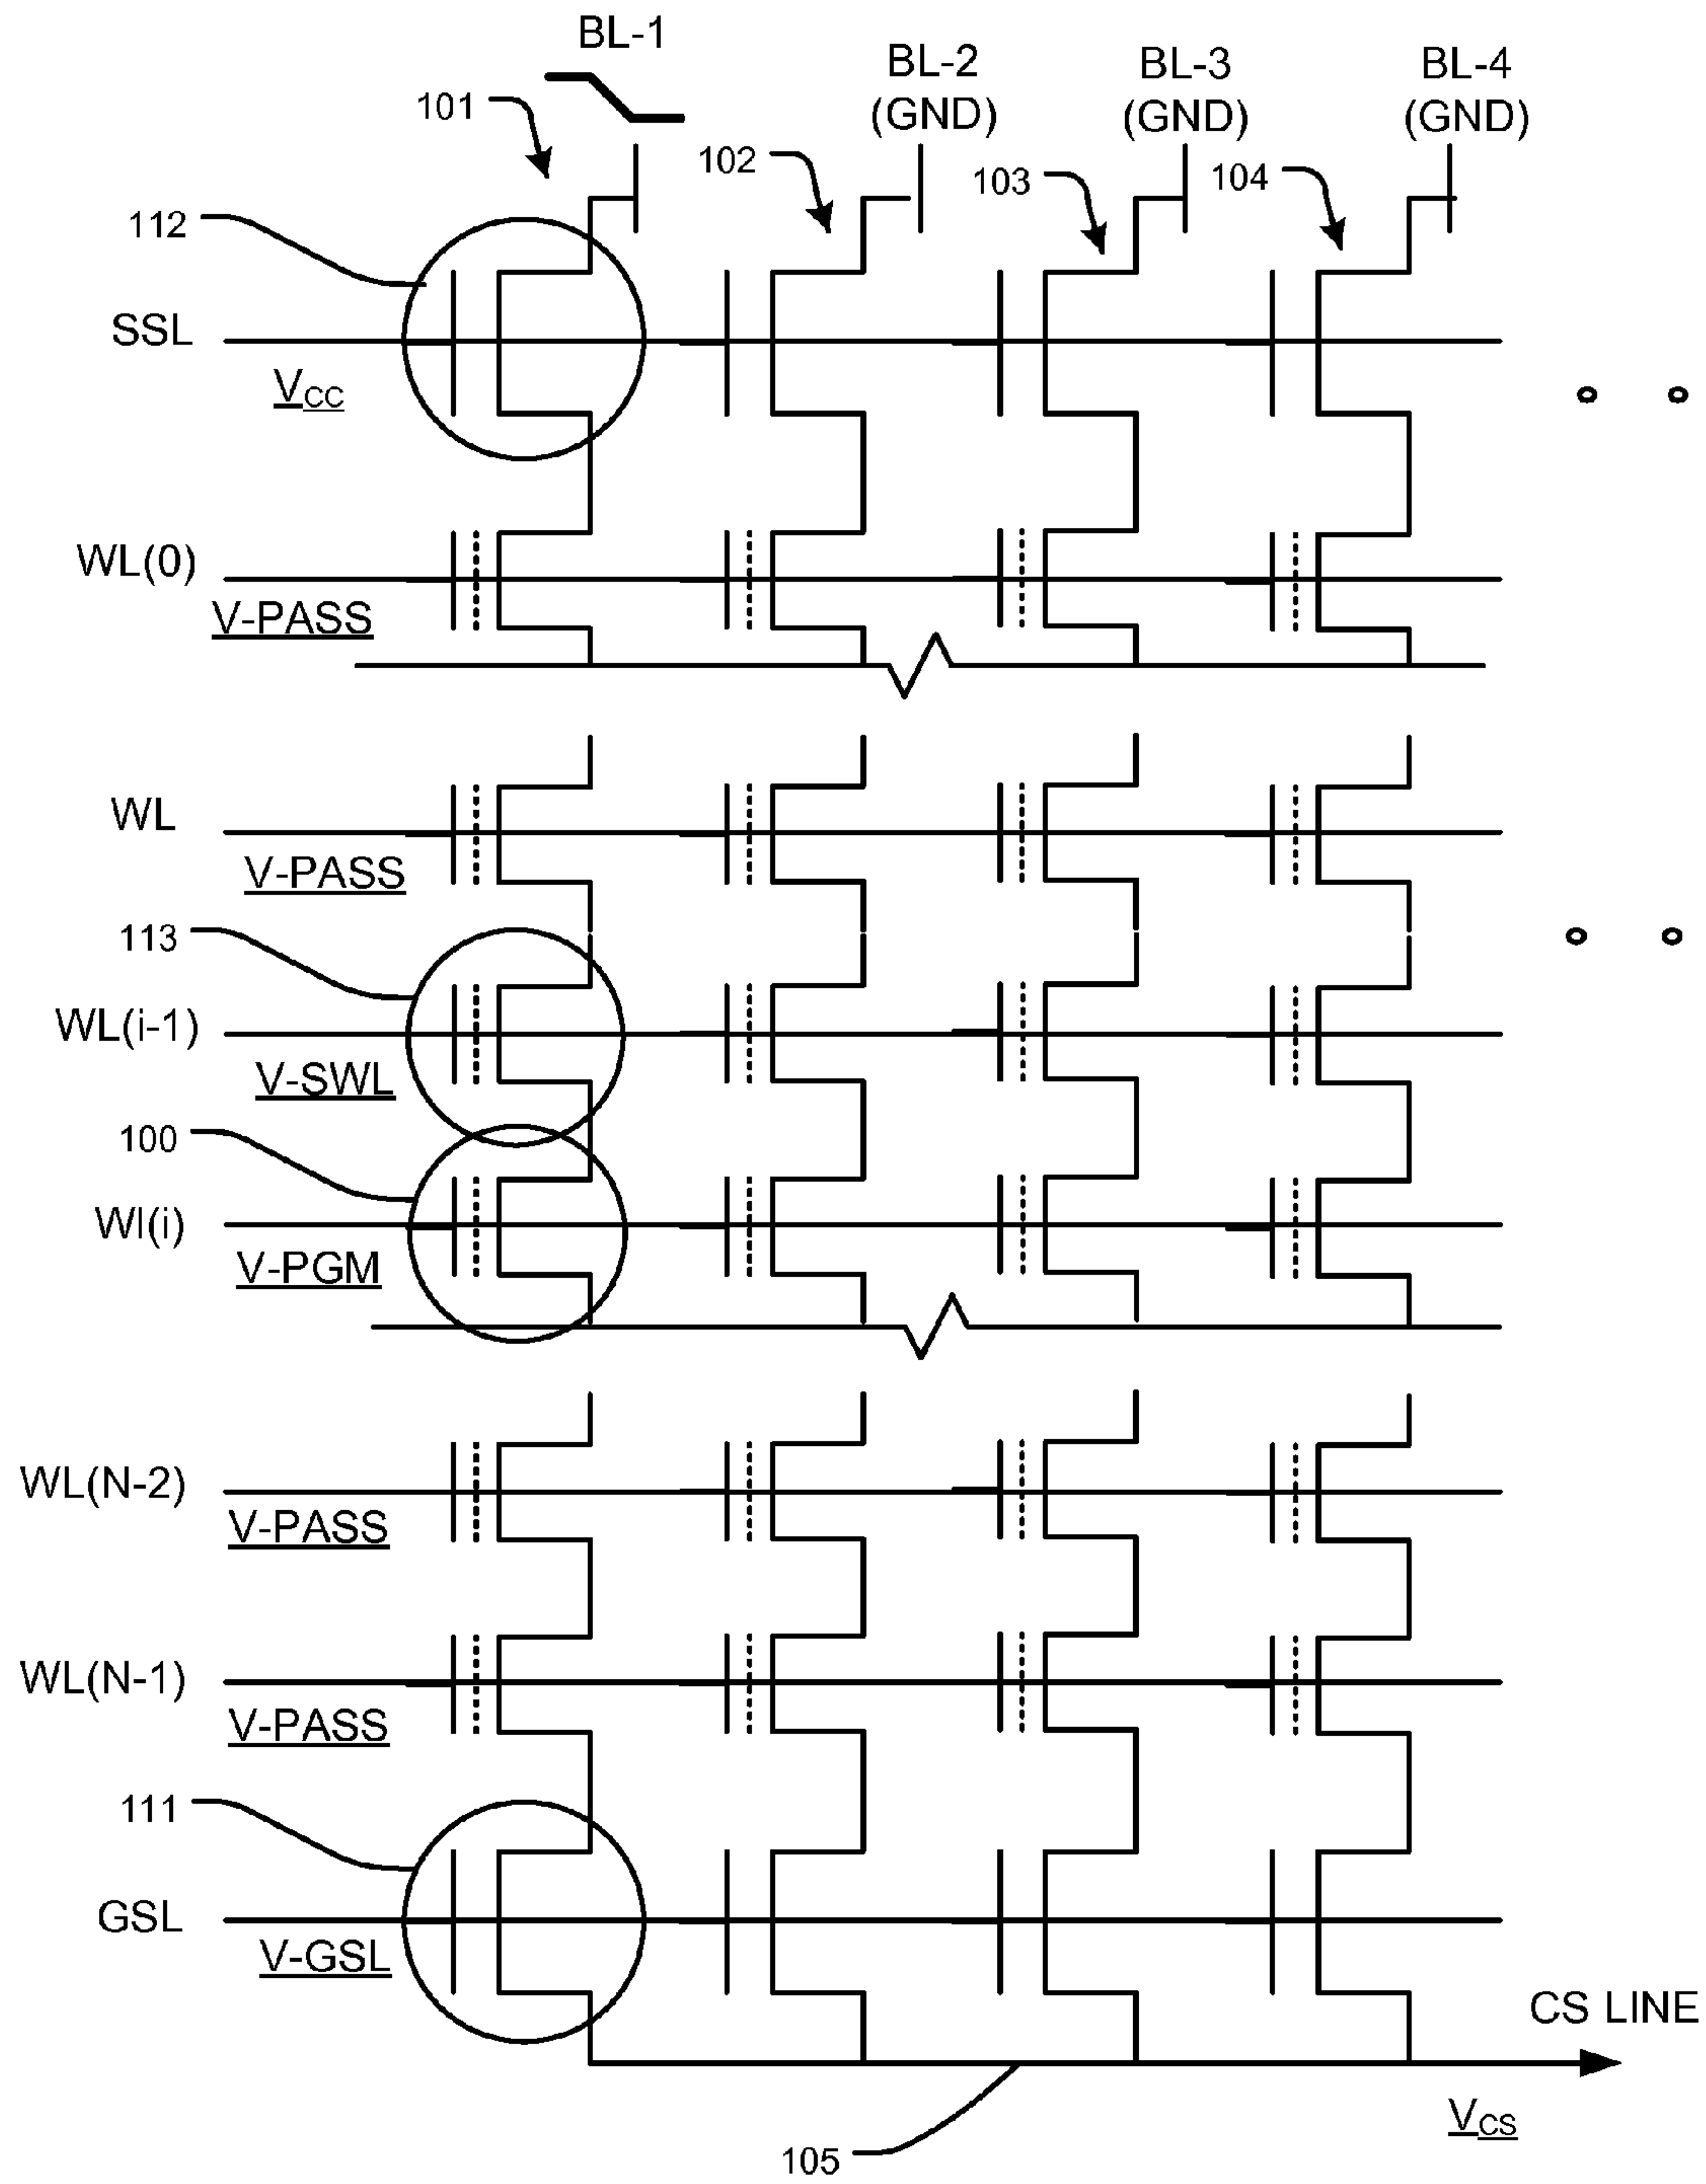 BL-1
BL-2
(GND)
BL-3
(GND)
BL-4
(GND)
101
102
103
104
112
SSL
VCC
WL(0)
V-PASS
WL
V-PASS
113
WL(i-1)
V-SWL
100
Wl(i)
V-PGM
WL(N-2)
V-PASS
WL(N-1)
V-PASS
111
GSL
V-GSL
CS LINE
VCS
105